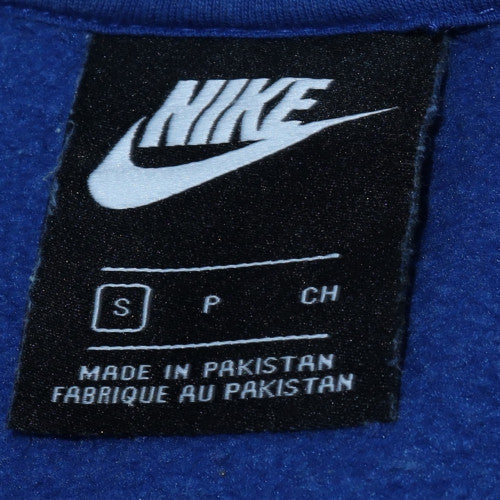 NIKE
S P CH
MADE IN PAKISTAN
FABRIQUE AU PAKISTAN